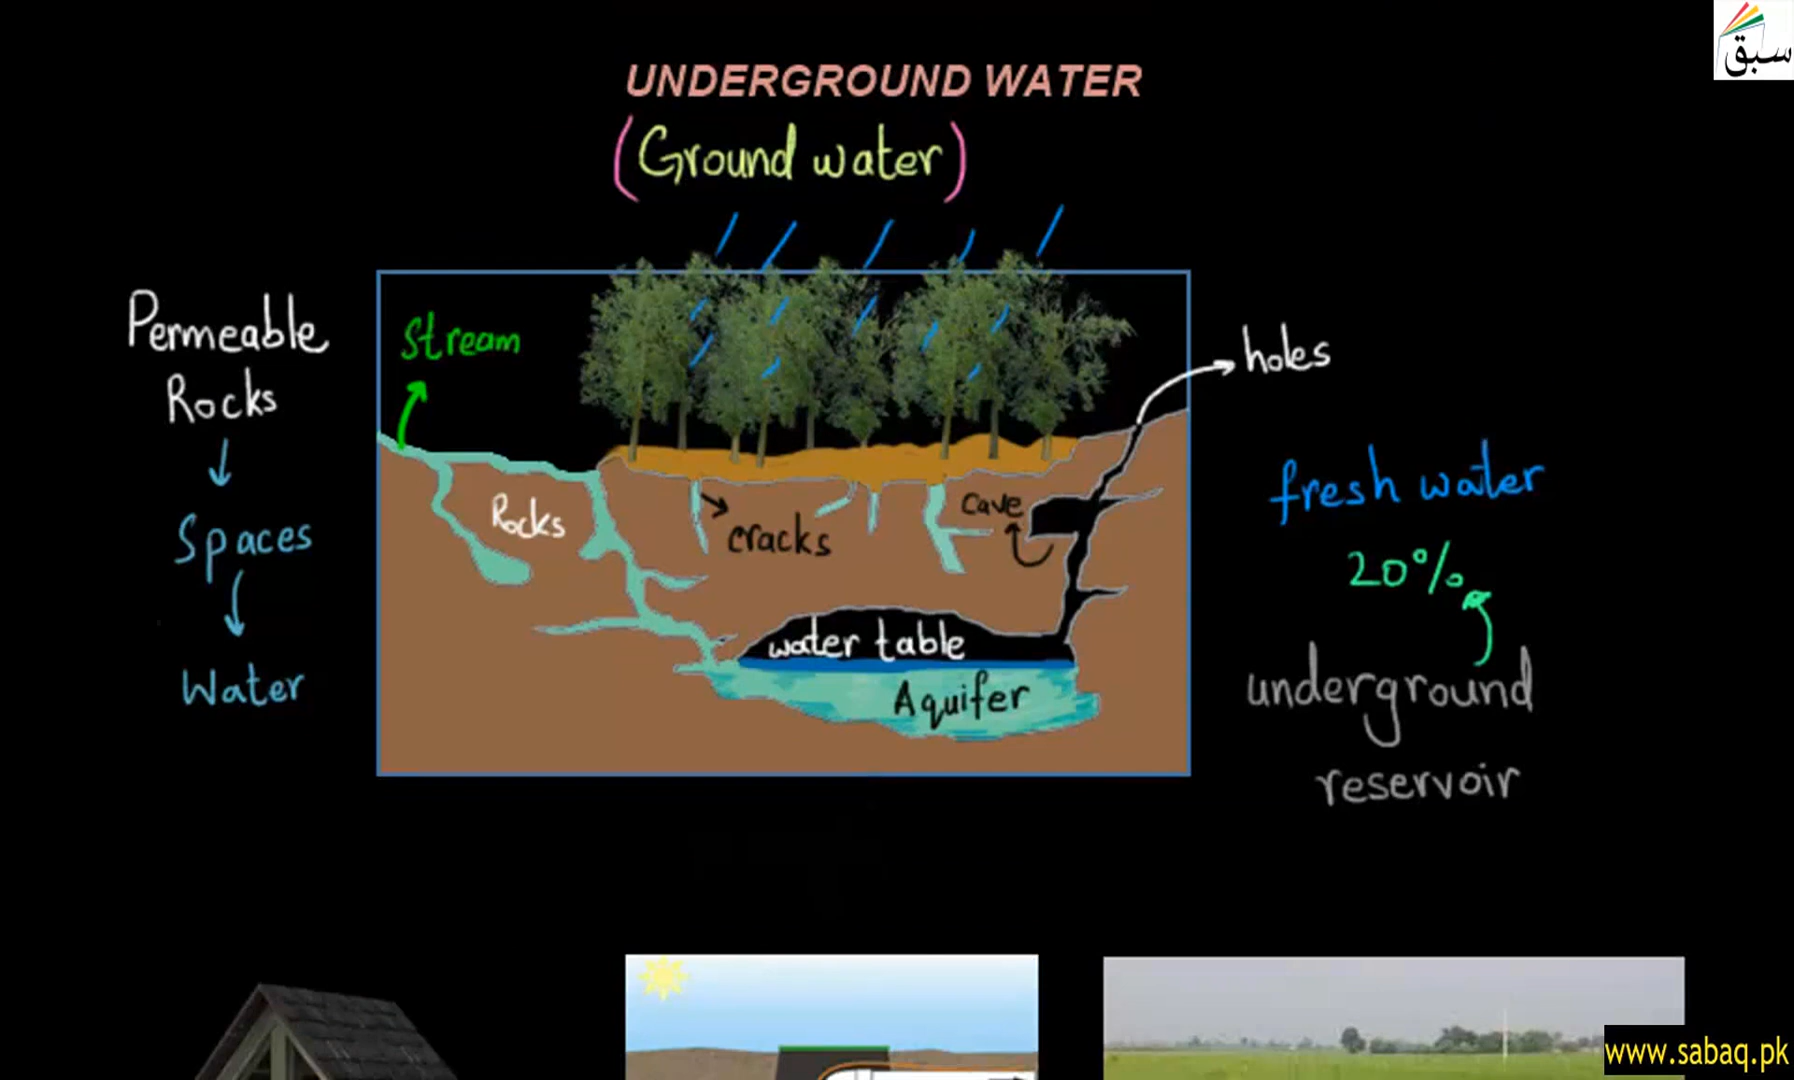 سبق
UNDERGROUND WATER
(Ground water)
Permeable
Rocks
Spaces
Water
Stream
holes
Rocks
cracks
Cave
water table
Aquifer
fresh water
20%
underground
reservoir
www.sabaq.pk